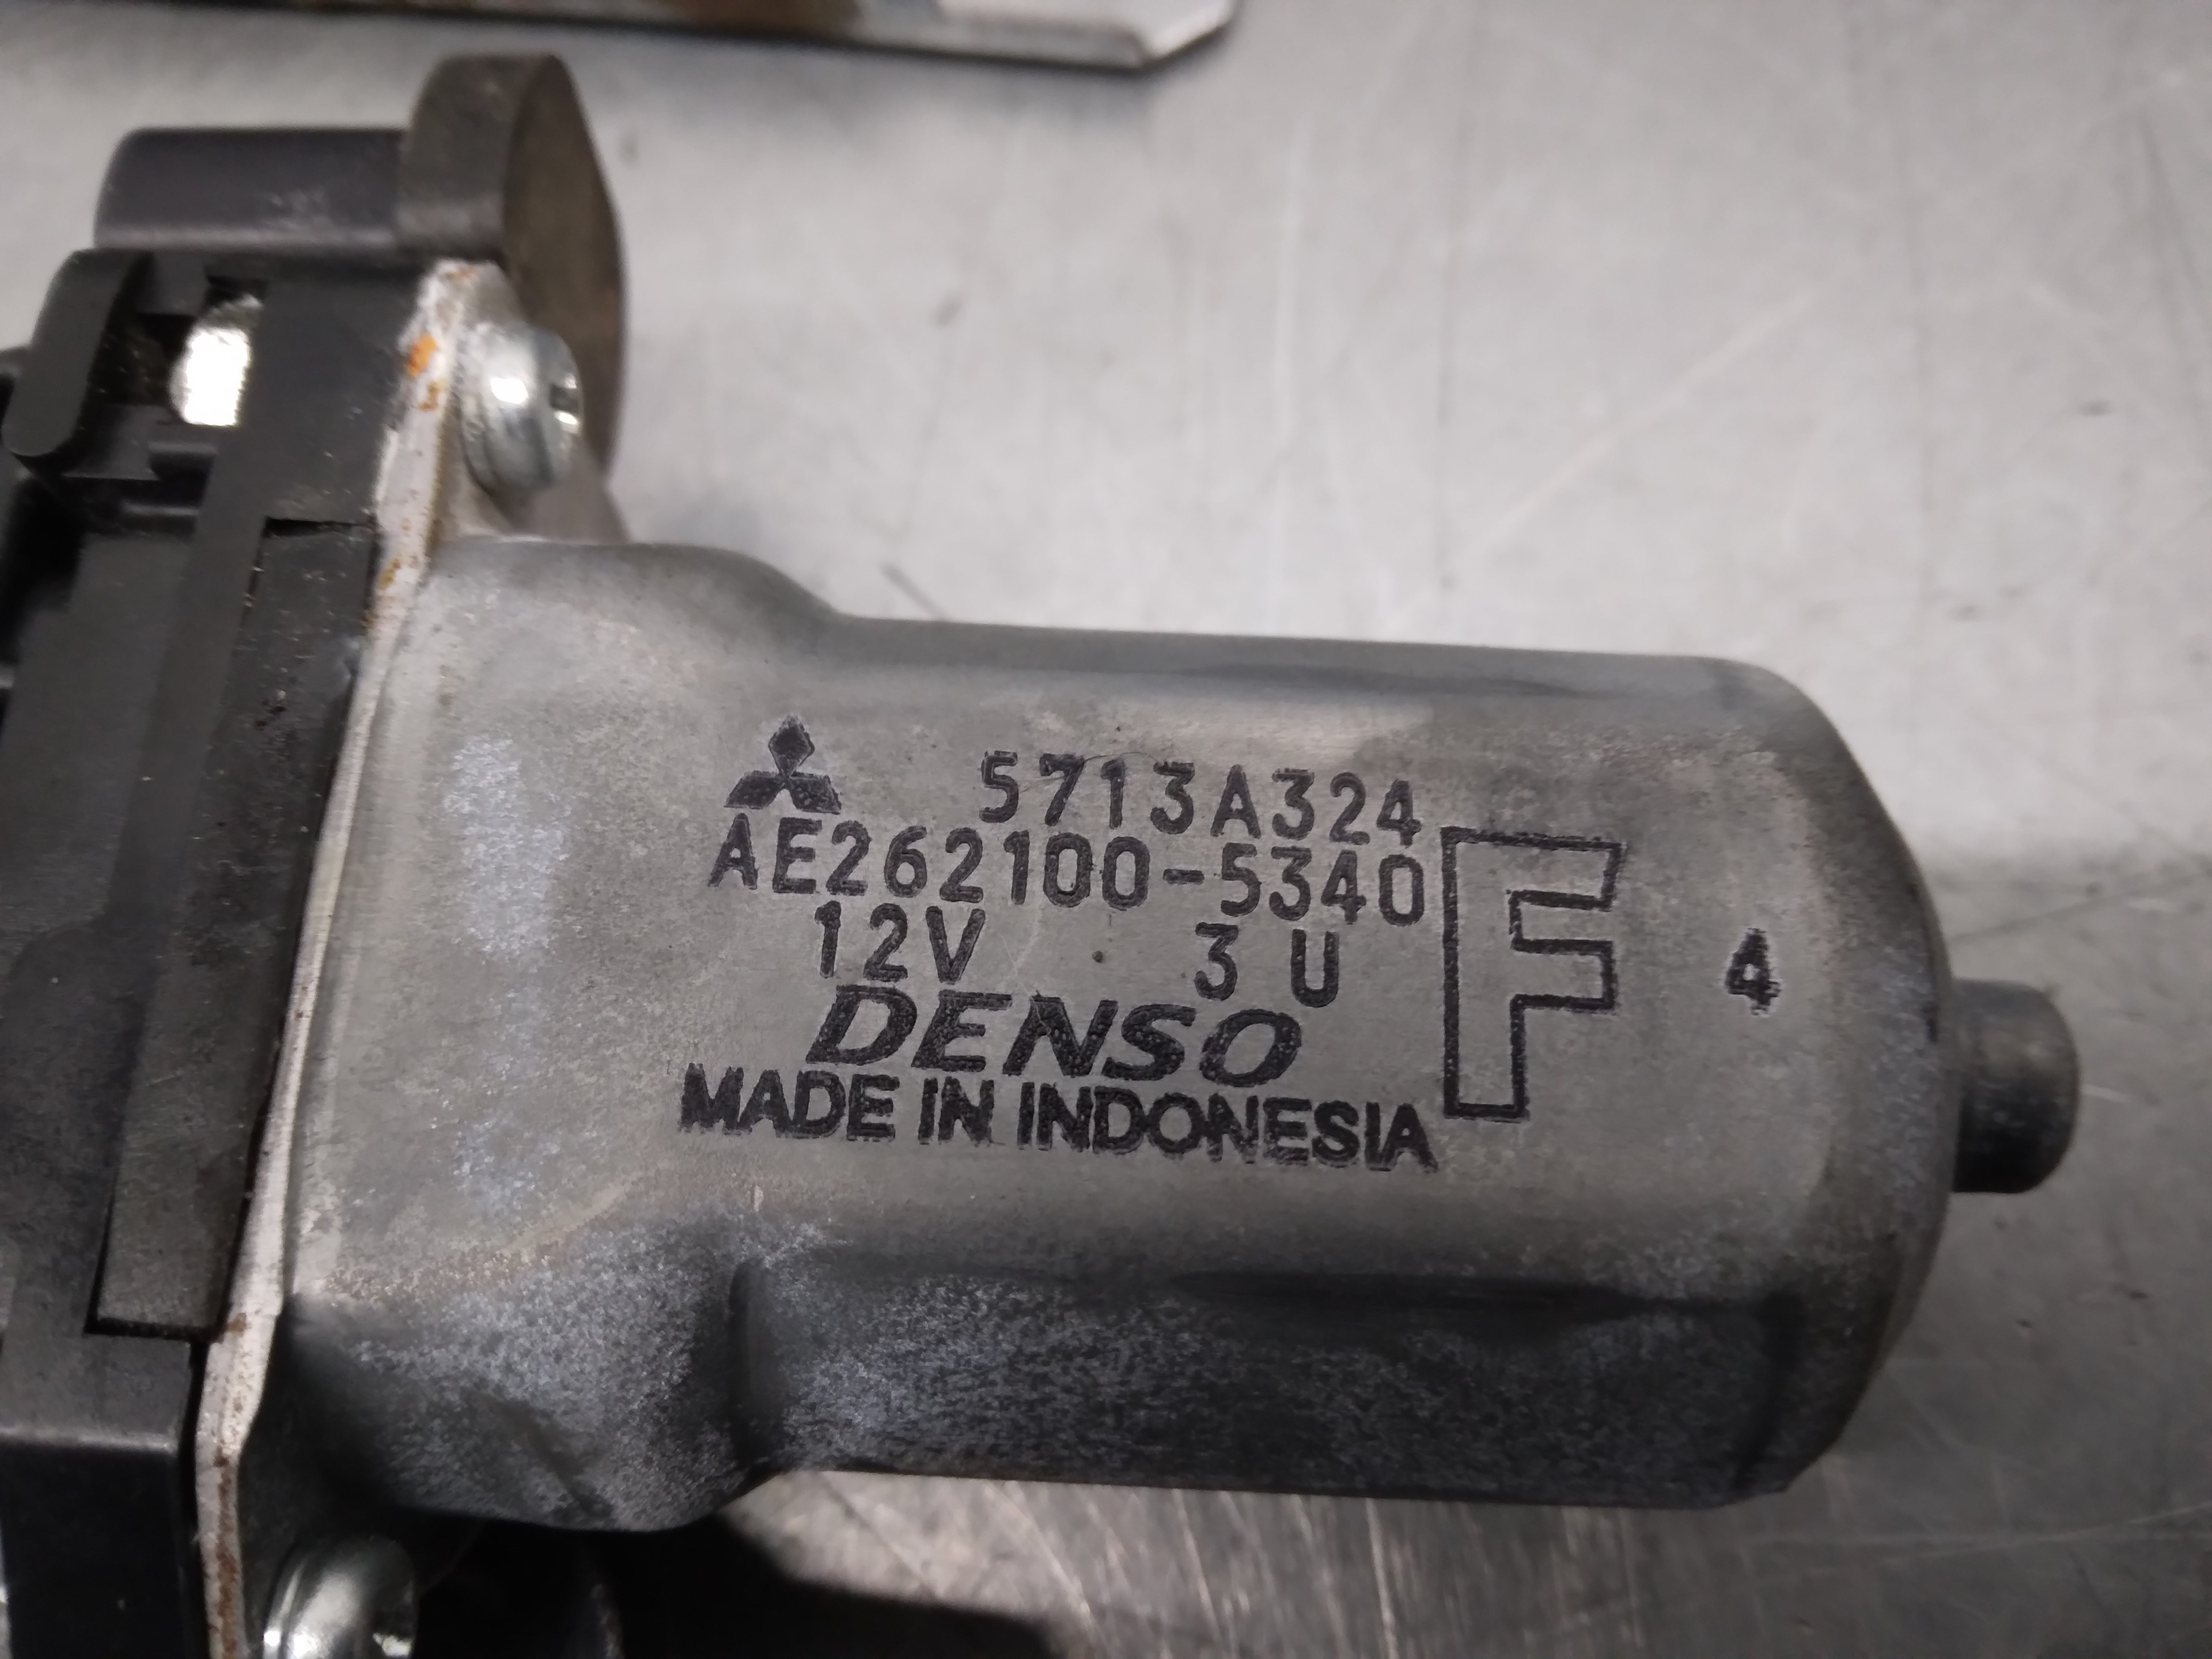 5713A324
AE262100-5340
12V 3 U
DENSO
MADE IN INDONESIA
F
4